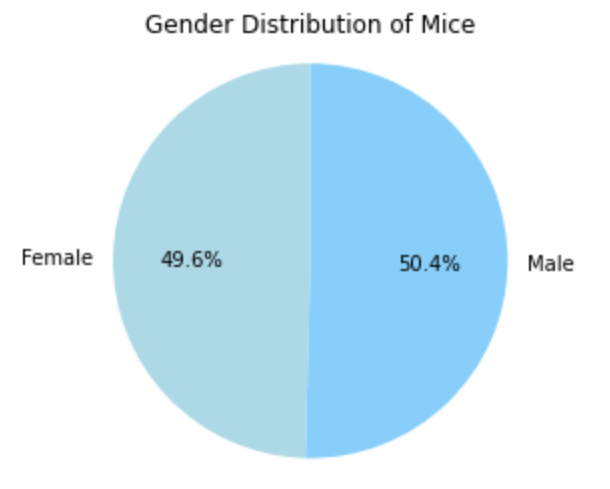 Gender Distribution of Mice
Female
49.6%
50.4%
Male